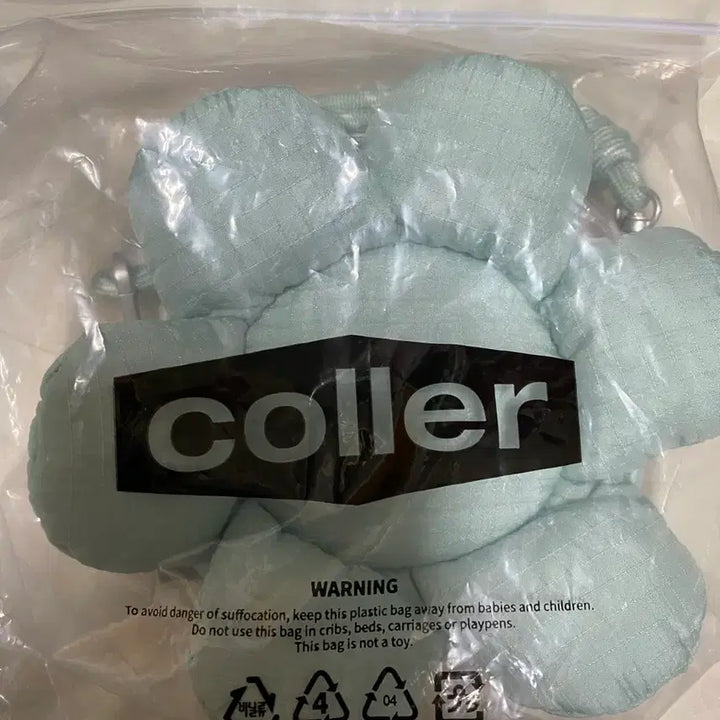 coller
WARNING
To avoid danger of suffocation, keep this plastic bag away from babies and children.
Do not use this bag in cribs, beds, carriages or playpens.
This bag is not a toy.
비닐류 4 04